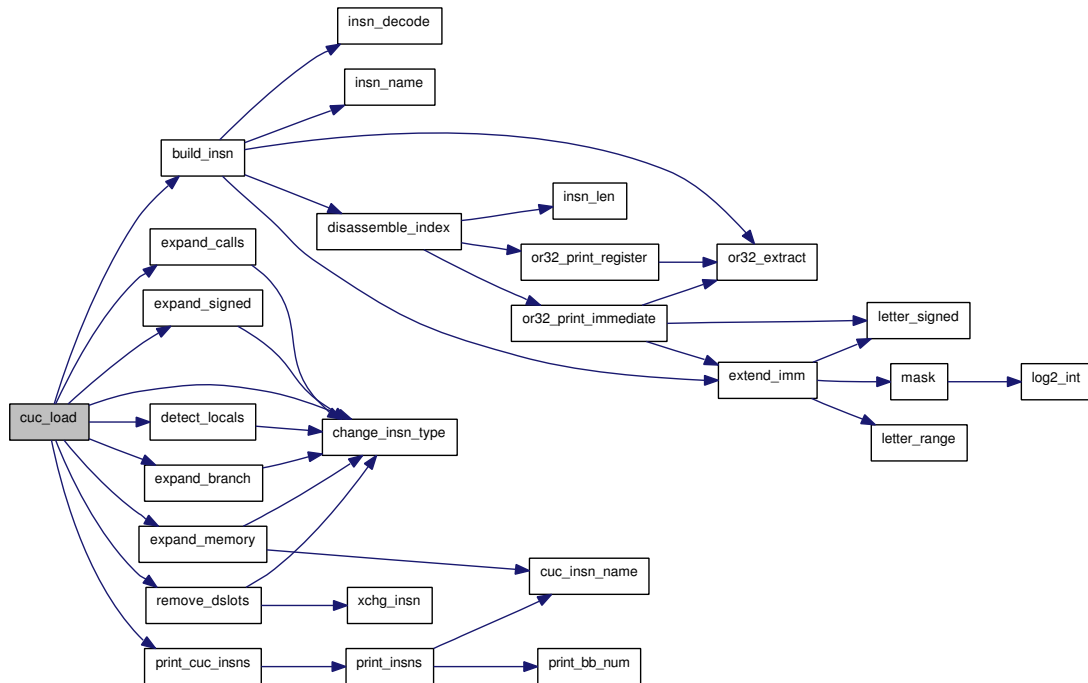 insn_decode
insn_name
build_insn
insn_len
disassemble_index
expand_calls
or32_print_register
or32_extract
expand_signed
or32_print_immediate
letter_signed
extend_imm
mask
log2_int
cuc_load
detect_locals
change_insn_type
letter_range
expand_branch
expand_memory
cuc_insn_name
remove_dslots
xchg_insn
print_cuc_insns
print_insns
print_bb_num